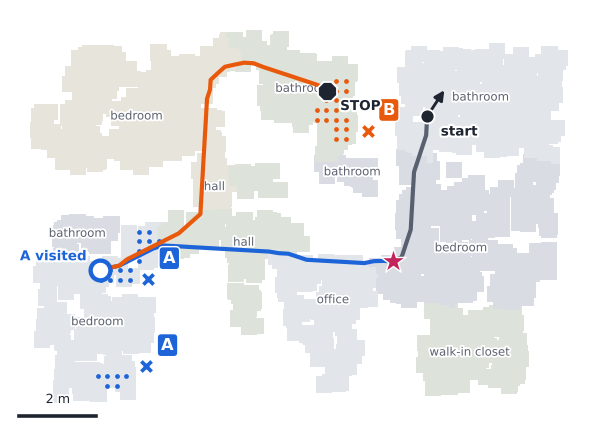 bathroom
STOP
B
bathroom
start
bedroom
bathroom
hall
bathroom
hall
bedroom
A visited
A
office
bedroom
A
walk-in closet
2 m